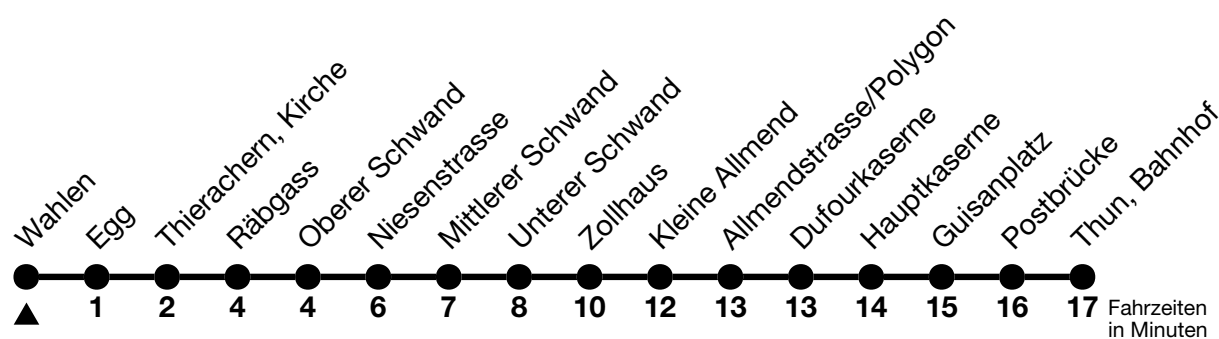 Wahlen
Egg
Thierachern, Kirche
Räbgass
Oberer Schwand
Niesenstrasse
Mittlerer Schwand
Unterer Schwand
Zollhaus
Kleine Allmend
Allmendstrasse/Polygon
Dufourkaserne
Hauptkaserne
Guisanplatz
Postbrücke
Thun, Bahnhof
1 2 4 4 6 7 8 10 12 13 13 14 15 16 17 Fahrzeiten
in Minuten